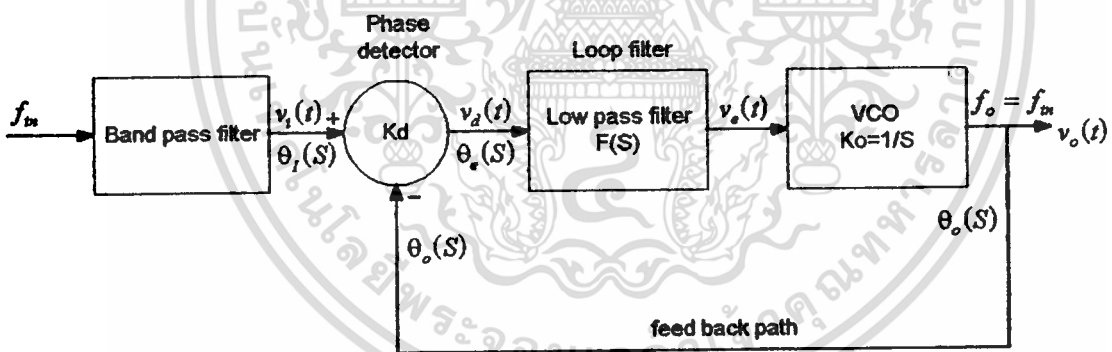 Phase
detector
Loop filter
f_in
Band pass filter
v_i(t) +
θ_I(S)
Kd
v_d(t)
θ_e(S)
Low pass filter
F(S)
v_e(t)
VCO
Ko=1/S
f_o = f_in
v_o(t)
θ_o(S)
−
θ_o(S)
feed back path